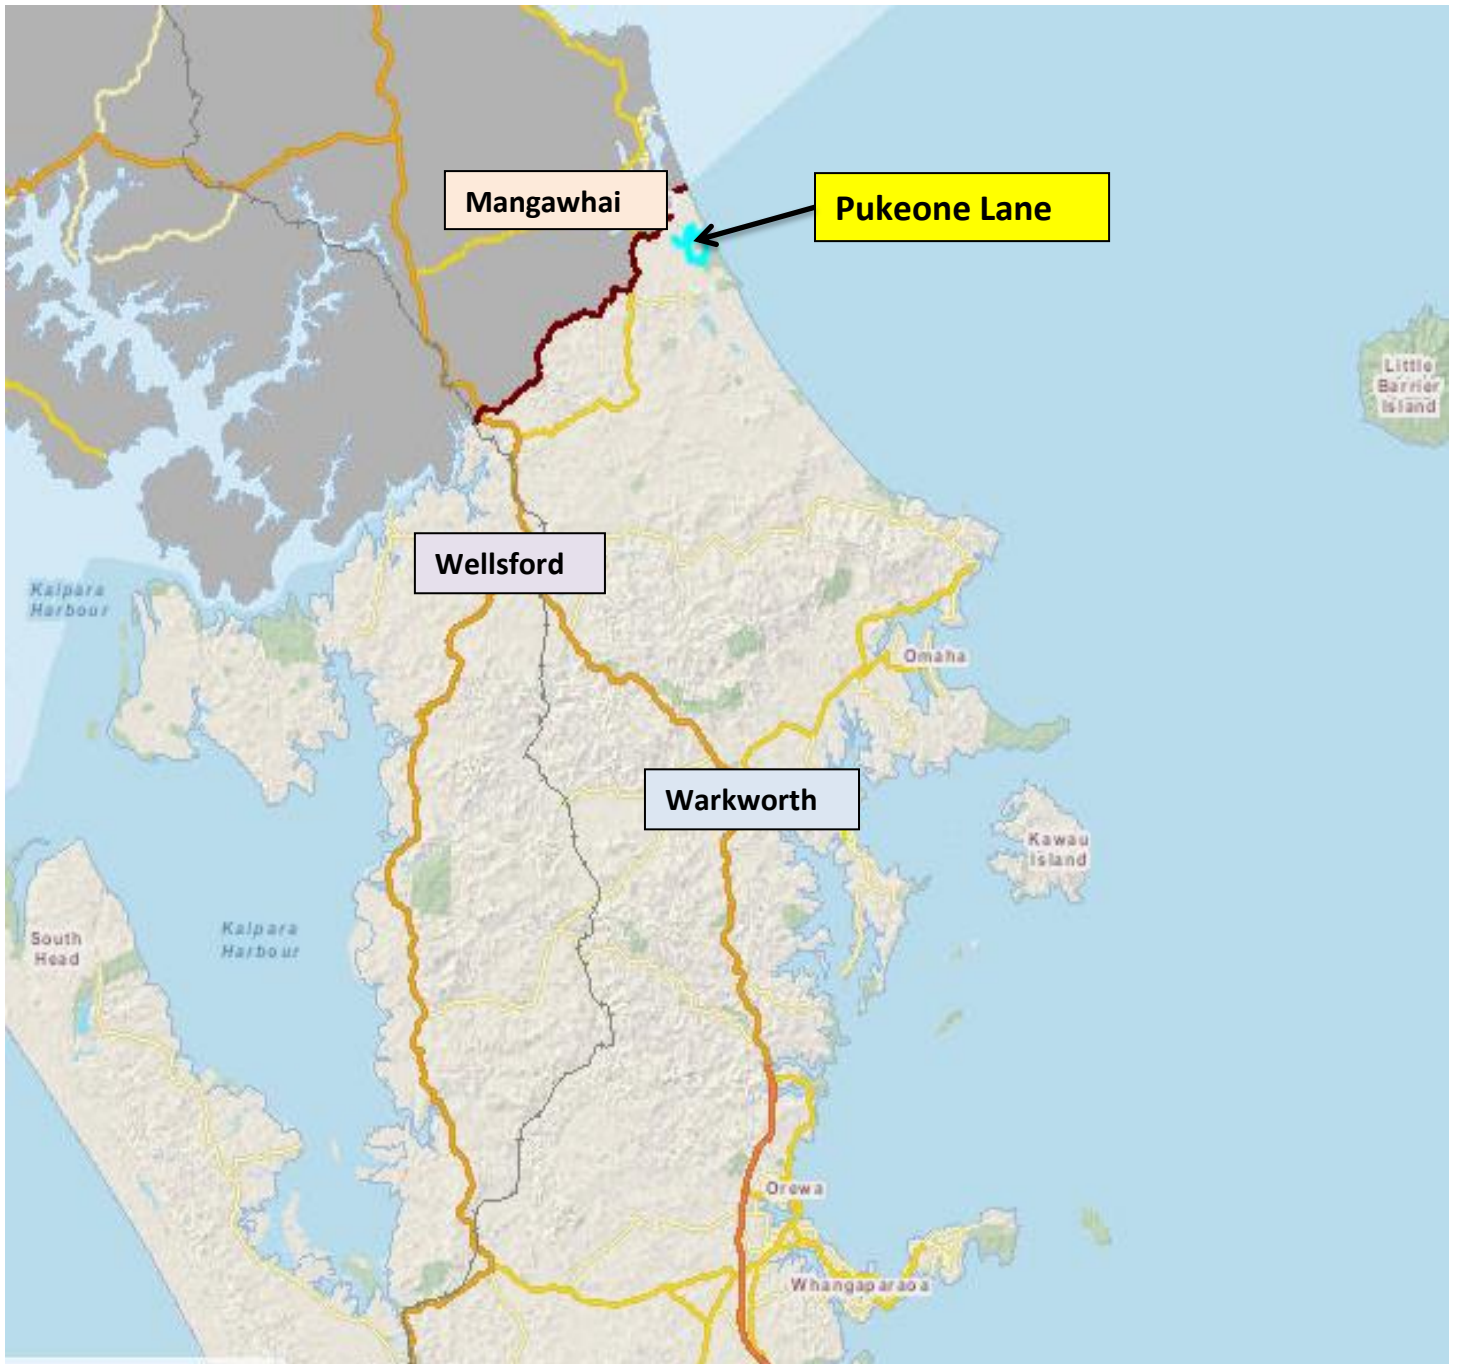 Mangawhai
Pukeone Lane
Little
Barrier
Island
Wellsford
Kaipara
Harbour
Omaha
Warkworth
Kawau
Island
South
Head
Kaipara
Harbour
Orewa
Whangaparaoa